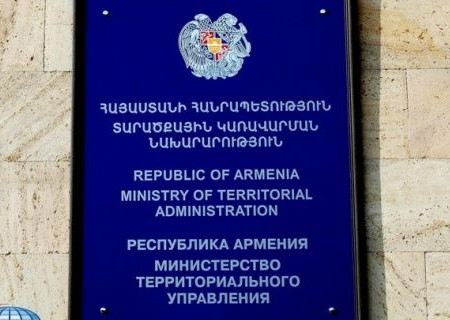 ՀԱՅԱՍՏԱՆԻ ՀԱՆՐԱՊԵՏՈՒԹՅՈՒՆ
ՏԱՐԱԾՔԱՅԻՆ ԿԱՌԱՎԱՐՄԱՆ
ՆԱԽԱՐԱՐՈՒԹՅՈՒՆ
REPUBLIC OF ARMENIA
MINISTRY OF TERRITORIAL
ADMINISTRATION
РЕСПУБЛИКА АРМЕНИЯ
МИНИСТЕРСТВО
ТЕРРИТОРИАЛЬНОГО
УПРАВЛЕНИЯ